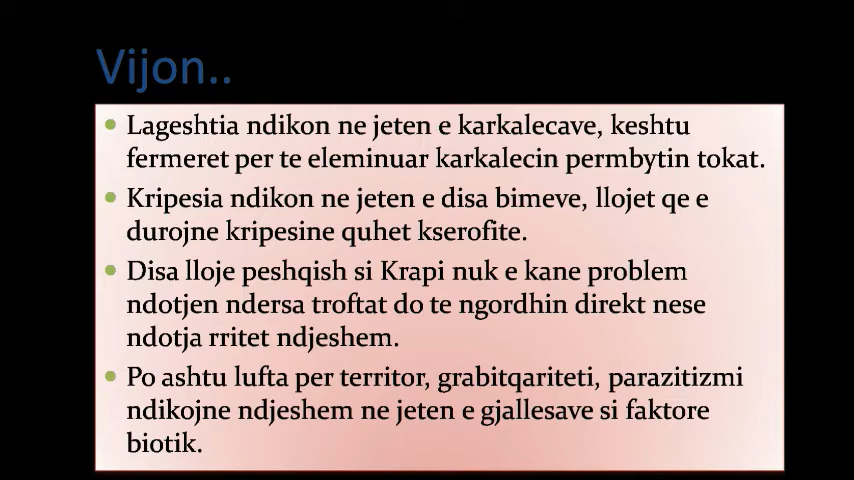 Vijon..
Lageshtia ndikon ne jeten e karkalecave, keshtu
fermeret per te eleminuar karkalecin permbytin tokat.
Kripesia ndikon ne jeten e disa bimeve, llojet qe e
durojne kripesine quhet kserofite.
Disa lloje peshqish si Krapi nuk e kane problem
ndotjen ndersa troftat do te ngordhin direkt nese
ndotja rritet ndjeshem.
Po ashtu lufta per territor, grabitqariteti, parazitizmi
ndikojne ndjeshem ne jeten e gjallesave si faktore
biotik.